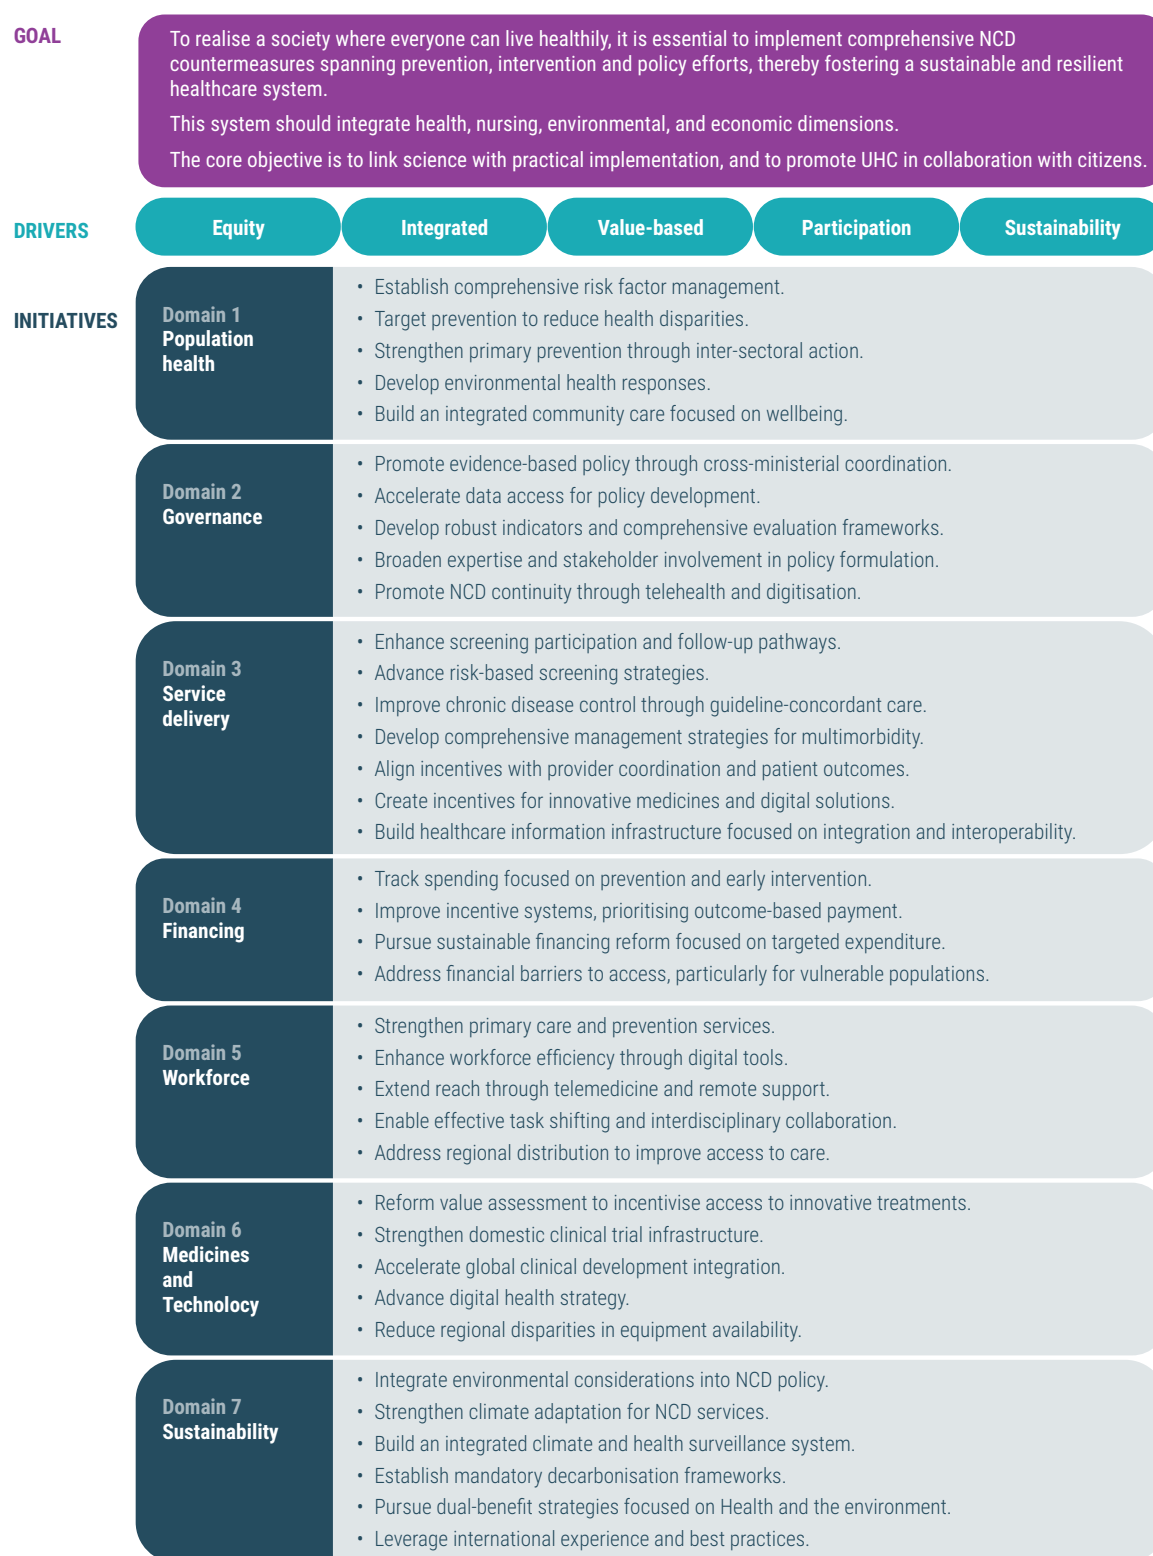 GOAL
To realise a society where everyone can live healthily, it is essential to implement comprehensive NCD
countermeasures spanning prevention, intervention and policy efforts, thereby fostering a sustainable and resilient
healthcare system.
This system should integrate health, nursing, environmental, and economic dimensions.
The core objective is to link science with practical implementation, and to promote UHC in collaboration with citizens.
DRIVERS
Equity
Integrated
Value-based
Participation
Sustainability
INITIATIVES
Domain 1
Population
health
• Establish comprehensive risk factor management.
• Target prevention to reduce health disparities.
• Strengthen primary prevention through inter-sectoral action.
• Develop environmental health responses.
• Build an integrated community care focused on wellbeing.
Domain 2
Governance
• Promote evidence-based policy through cross-ministerial coordination.
• Accelerate data access for policy development.
• Develop robust indicators and comprehensive evaluation frameworks.
• Broaden expertise and stakeholder involvement in policy formulation.
• Promote NCD continuity through telehealth and digitisation.
Domain 3
Service
delivery
• Enhance screening participation and follow-up pathways.
• Advance risk-based screening strategies.
• Improve chronic disease control through guideline-concordant care.
• Develop comprehensive management strategies for multimorbidity.
• Align incentives with provider coordination and patient outcomes.
• Create incentives for innovative medicines and digital solutions.
• Build healthcare information infrastructure focused on integration and interoperability.
Domain 4
Financing
• Track spending focused on prevention and early intervention.
• Improve incentive systems, prioritising outcome-based payment.
• Pursue sustainable financing reform focused on targeted expenditure.
• Address financial barriers to access, particularly for vulnerable populations.
Domain 5
Workforce
• Strengthen primary care and prevention services.
• Enhance workforce efficiency through digital tools.
• Extend reach through telemedicine and remote support.
• Enable effective task shifting and interdisciplinary collaboration.
• Address regional distribution to improve access to care.
Domain 6
Medicines
and
Technolocy
• Reform value assessment to incentivise access to innovative treatments.
• Strengthen domestic clinical trial infrastructure.
• Accelerate global clinical development integration.
• Advance digital health strategy.
• Reduce regional disparities in equipment availability.
Domain 7
Sustainability
• Integrate environmental considerations into NCD policy.
• Strengthen climate adaptation for NCD services.
• Build an integrated climate and health surveillance system.
• Establish mandatory decarbonisation frameworks.
• Pursue dual-benefit strategies focused on Health and the environment.
• Leverage international experience and best practices.